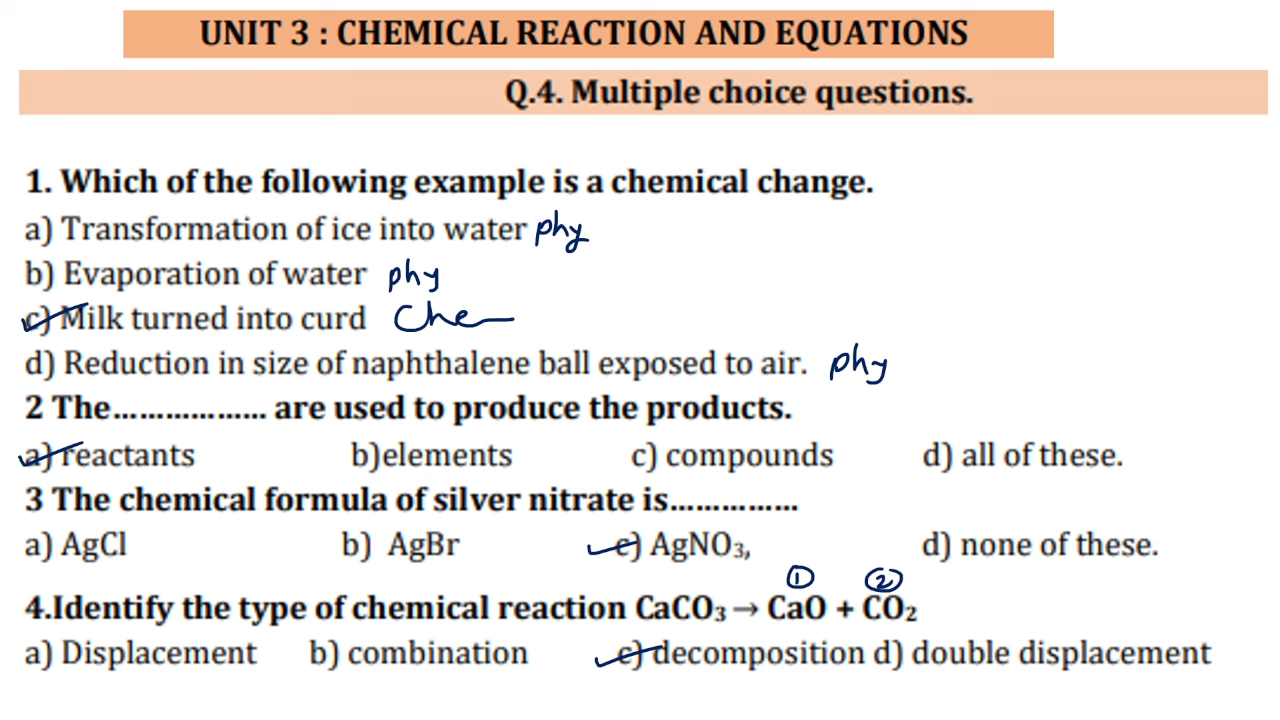 UNIT 3 : CHEMICAL REACTION AND EQUATIONS
Q.4. Multiple choice questions.
1. Which of the following example is a chemical change.
a) Transformation of ice into water phy
b) Evaporation of water phy
c) Milk turned into curd Che
d) Reduction in size of naphthalene ball exposed to air. phy
2 The.................. are used to produce the products.
a) reactants b)elements c) compounds d) all of these.
3 The chemical formula of silver nitrate is...............
a) AgCl b) AgBr c) AgNO₃, d) none of these.
① ②
4.Identify the type of chemical reaction CaCO₃ → CaO + CO₂
a) Displacement b) combination c) decomposition d) double displacement